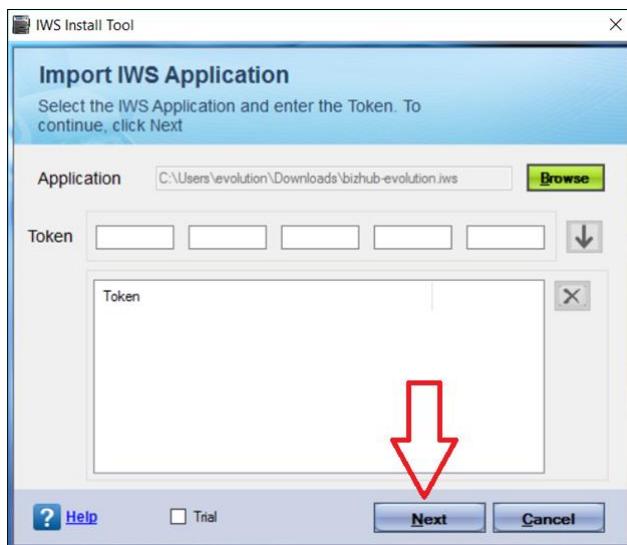 IWS Install Tool
Import IWS Application
Select the IWS Application and enter the Token. To
continue, click Next
Application C:\Users\evolution\Downloads\bizhub-evolution.iws Browse
Token
Token
? Help Trial Next Cancel